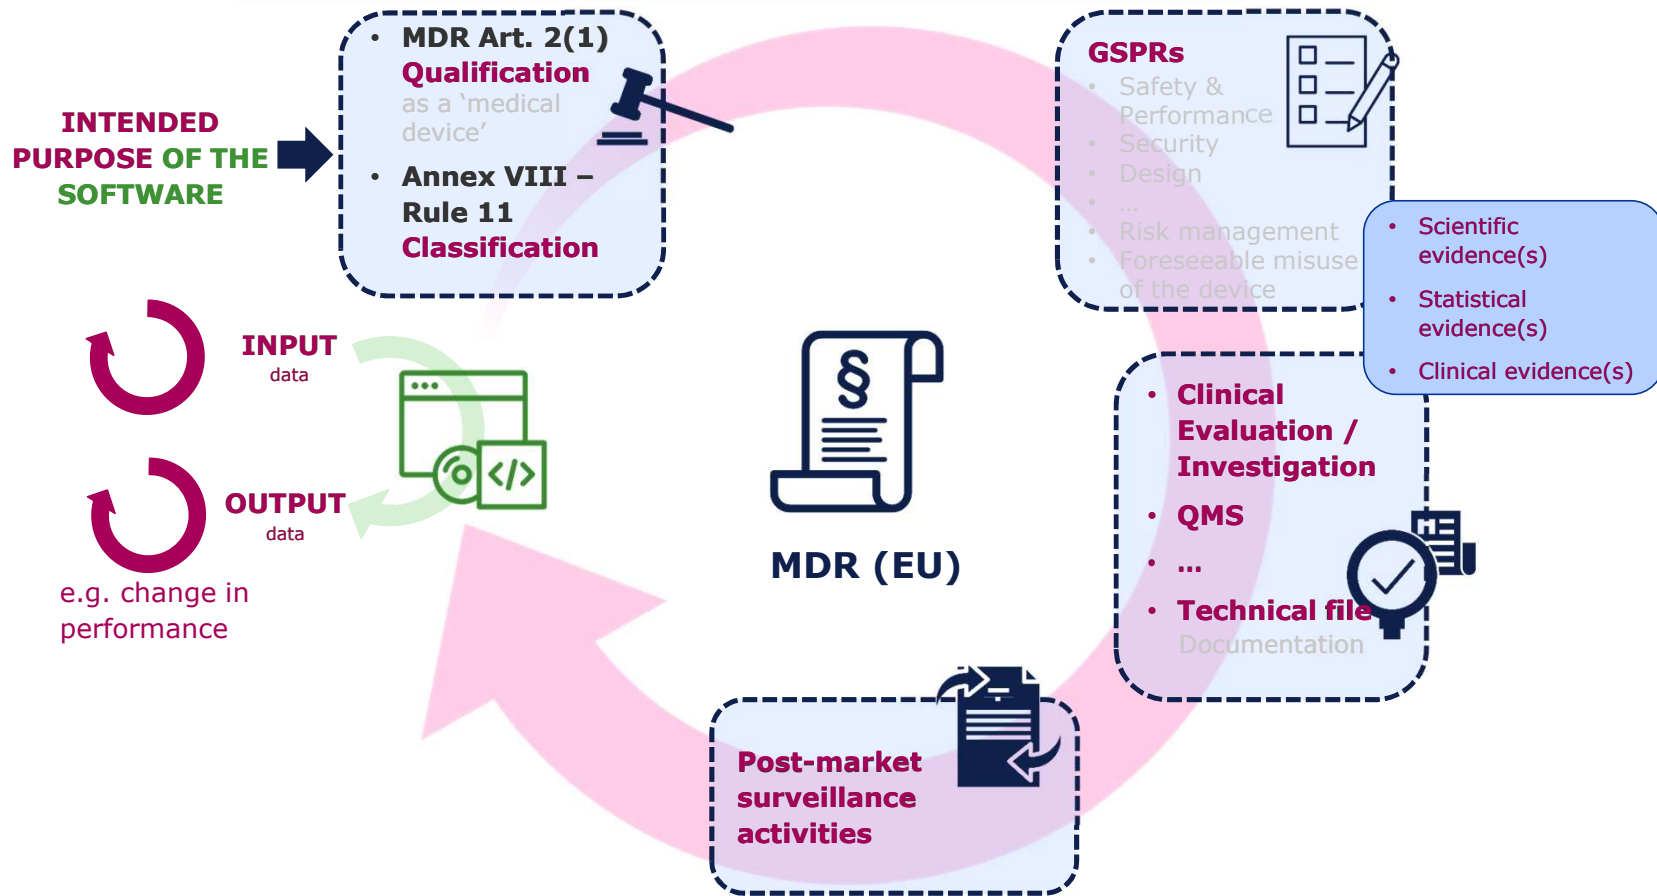 INTENDED
PURPOSE OF THE
SOFTWARE
• MDR Art. 2(1)
Qualification
as a ‘medical
device’
• Annex VIII –
Rule 11
Classification
GSPRs
• Safety &
Performance
• Security
• Design
• ...
• Risk management
• Foreseeable misuse
of the device
• Scientific
evidence(s)
• Statistical
evidence(s)
• Clinical evidence(s)
INPUT
data
OUTPUT
data
e.g. change in
performance
</>
§
MDR (EU)
• Clinical
Evaluation /
Investigation
• QMS
• ...
• Technical file
Documentation
Post-market
surveillance
activities